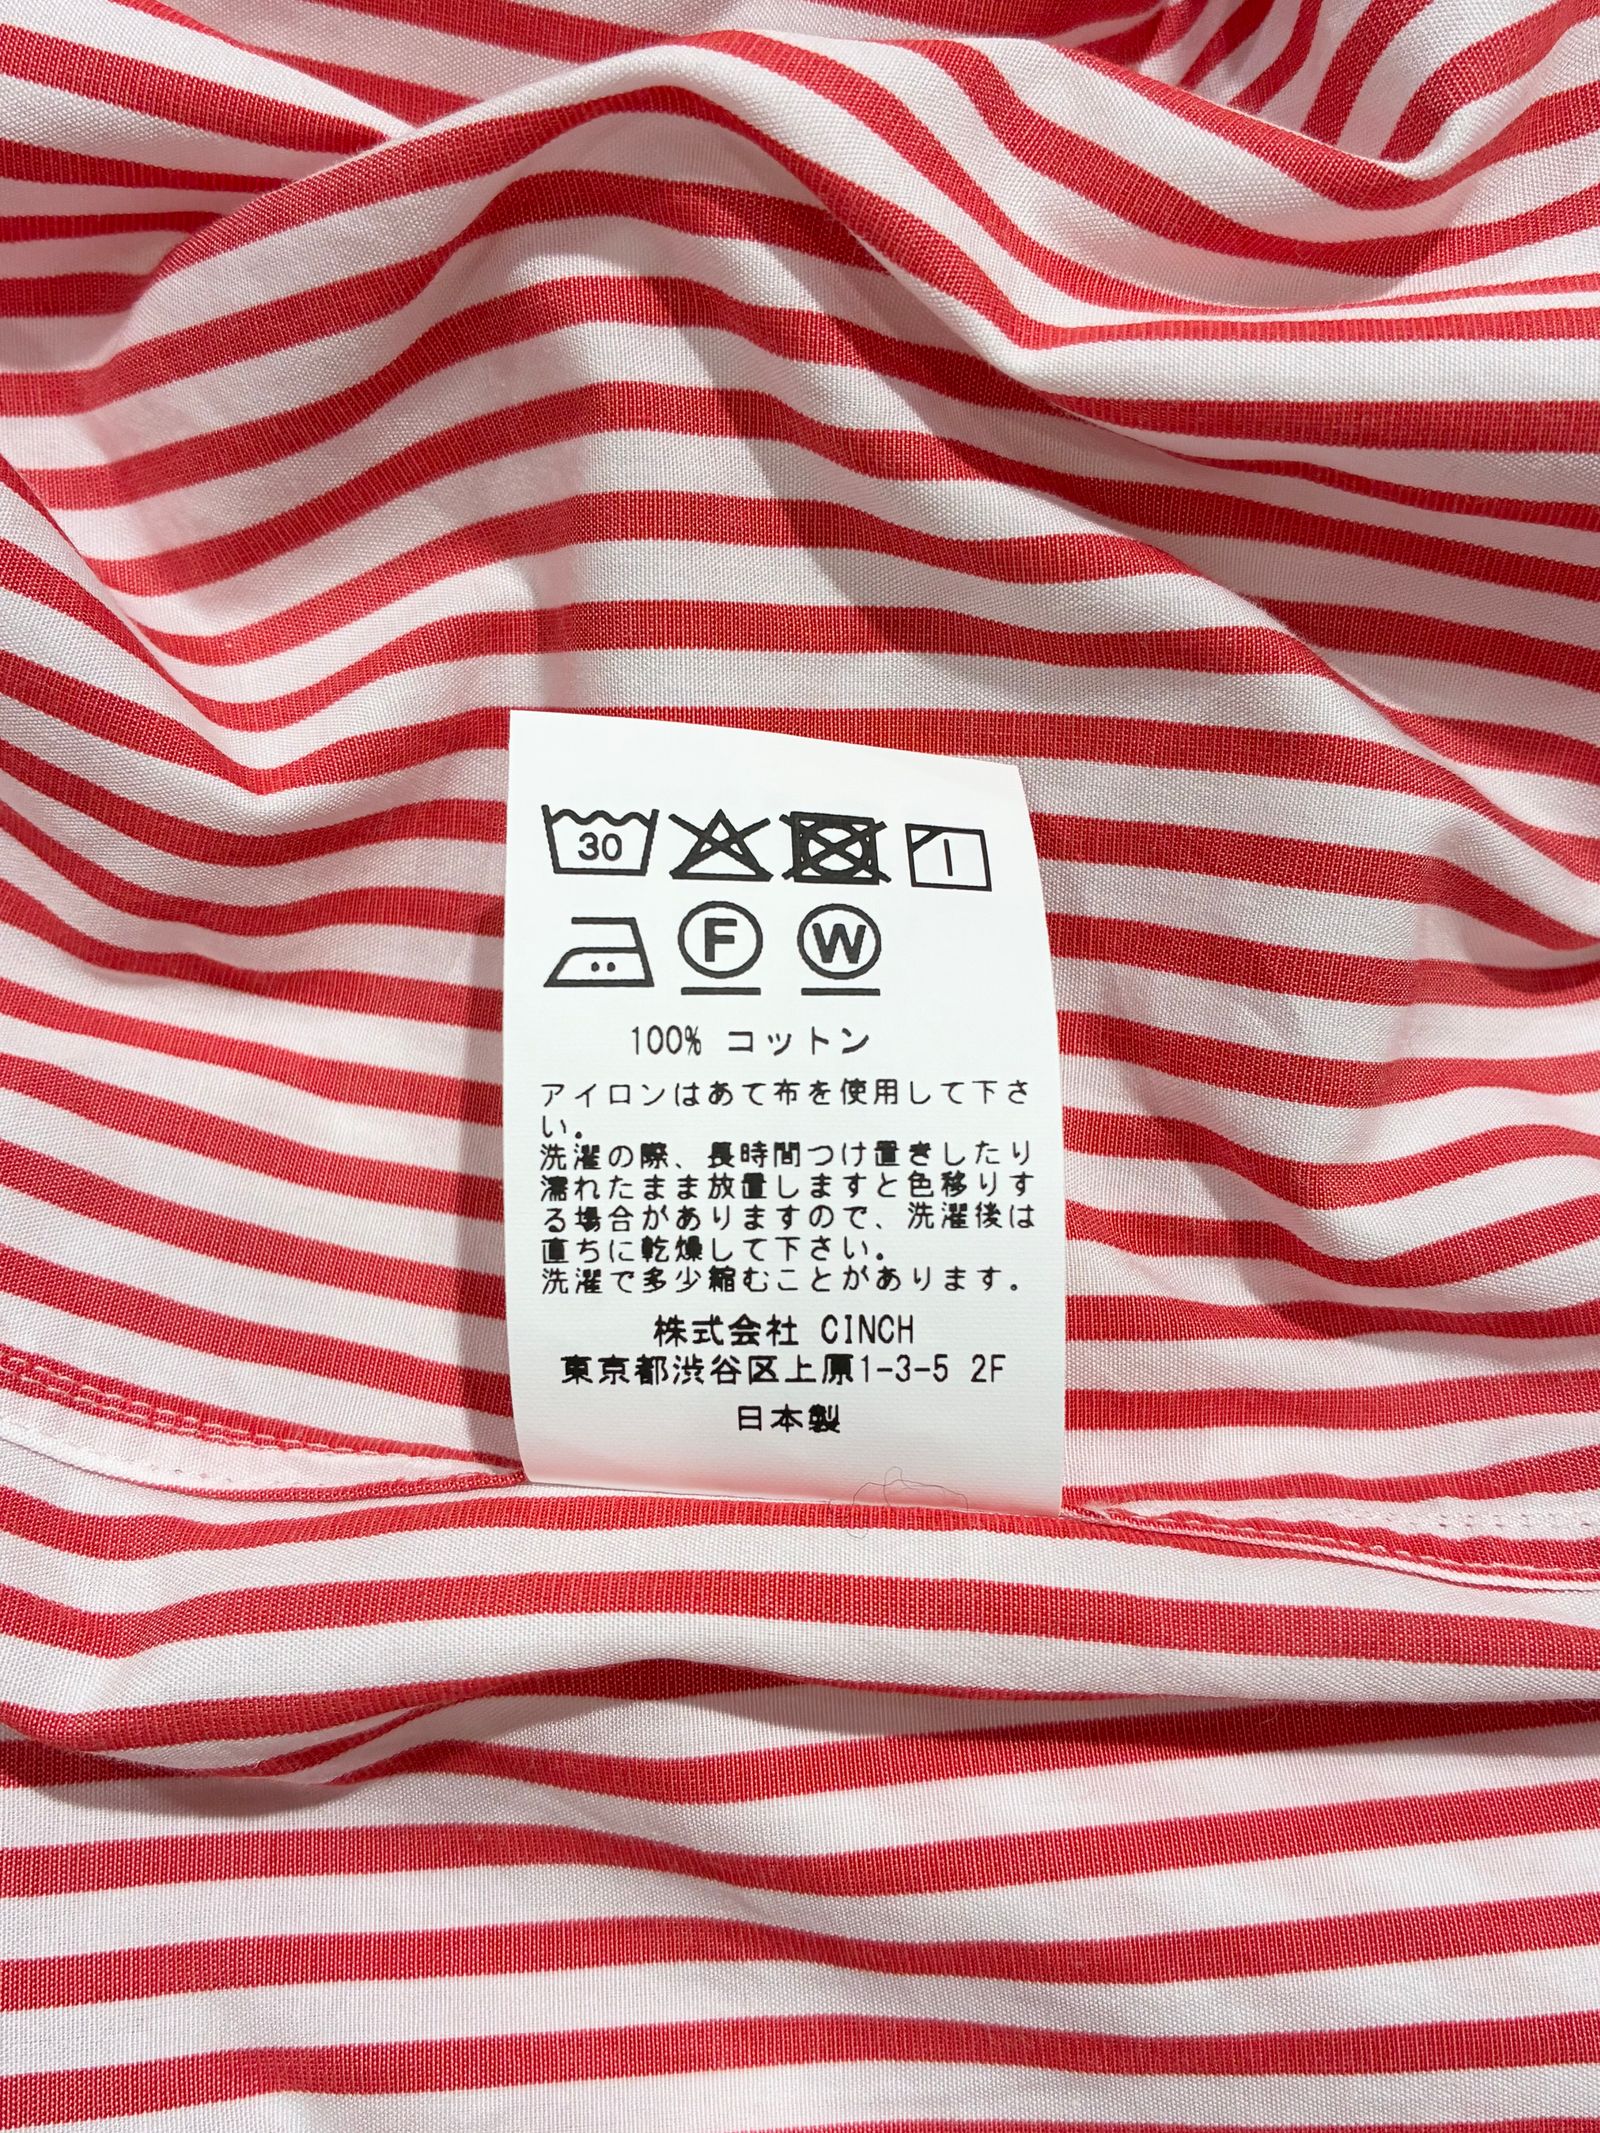 30
F W
100% コットン
アイロンはあて布を使用して下さ
い。
洗濯の際、長時間つけ置きしたり
濡れたまま放置しますと色移りす
る場合がありますので、洗濯後は
直ちに乾燥して下さい。
洗濯で多少縮むことがあります。
株式会社 CINCH
東京都渋谷区上原1-3-5 2F
日本製